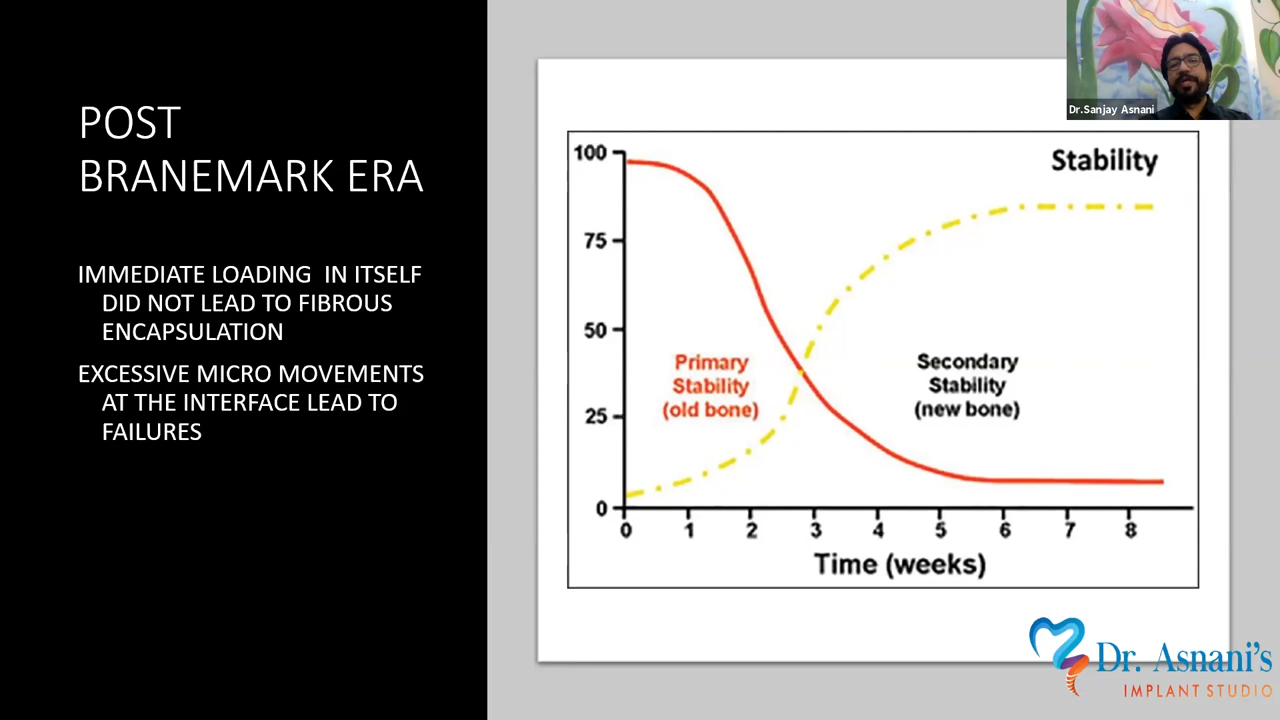 POST
BRANEMARK ERA
IMMEDIATE LOADING IN ITSELF
DID NOT LEAD TO FIBROUS
ENCAPSULATION
EXCESSIVE MICRO MOVEMENTS
AT THE INTERFACE LEAD TO
FAILURES
Dr.Sanjay Asnani
Stability
100
75
50
25
0
Primary
Stability
(old bone)
Secondary
Stability
(new bone)
0 1 2 3 4 5 6 7 8
Time (weeks)
Dr. Asnani's
IMPLANT STUDIO